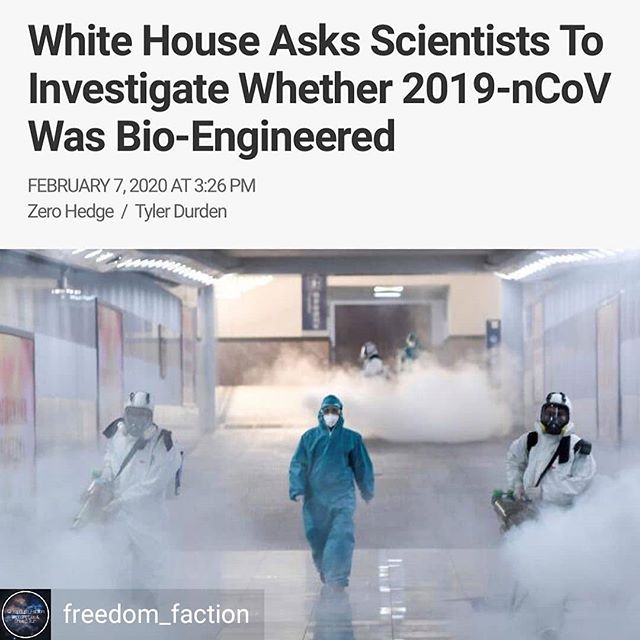 White House Asks Scientists To
Investigate Whether 2019-nCoV
Was Bio-Engineered
FEBRUARY 7, 2020 AT 3:26 PM
Zero Hedge / Tyler Durden
freedom_faction